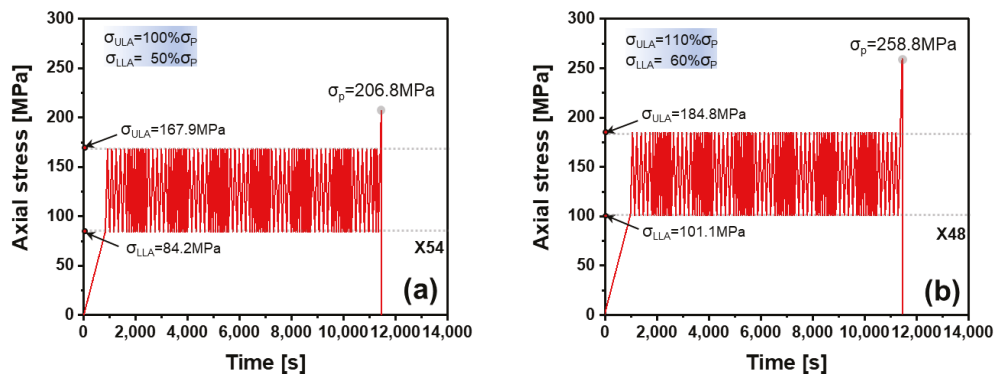 300
250
200
150
100
50
0
Axial stress [MPa]
σULA=100%σP
σLLA= 50%σP
σp=206.8MPa
σULA=167.9MPa
σLLA=84.2MPa
X54
(a)
0
2,000
4,000
6,000
8,000
10,000
12,000
14,000
Time [s]
300
250
200
150
100
50
0
Axial stress [MPa]
σULA=110%σP
σLLA= 60%σP
σp=258.8MPa
σULA=184.8MPa
σLLA=101.1MPa
X48
(b)
0
2,000
4,000
6,000
8,000
10,000
12,000
14,000
Time [s]